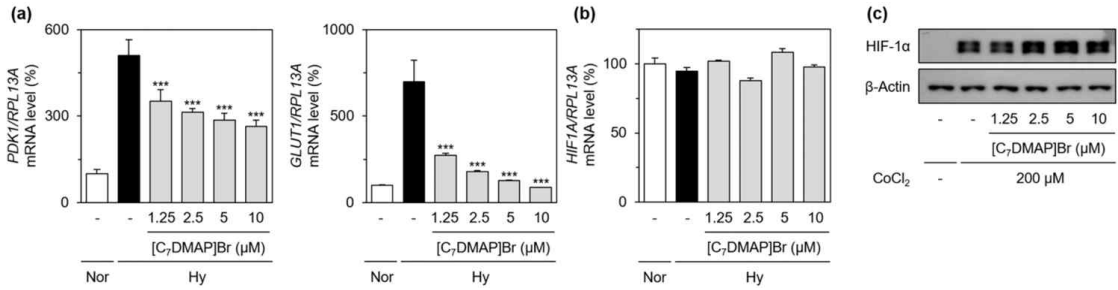 (a)
PDK1/RPL13A
mRNA level (%)
600
300
0
***
***
***
***
- - 1.25 2.5 5 10
[C₇DMAP]Br (μM)
Nor Hy
GLUT1/RPL13A
mRNA level (%)
1000
500
0
***
***
***
***
- - 1.25 2.5 5 10
[C₇DMAP]Br (μM)
Nor Hy
(b)
HIF1A/RPL13A
mRNA level (%)
100
50
0
- - 1.25 2.5 5 10
[C₇DMAP]Br (μM)
Nor Hy
(c)
HIF-1α
β-Actin
- - 1.25 2.5 5 10
[C₇DMAP]Br (μM)
CoCl₂ - 200 μM